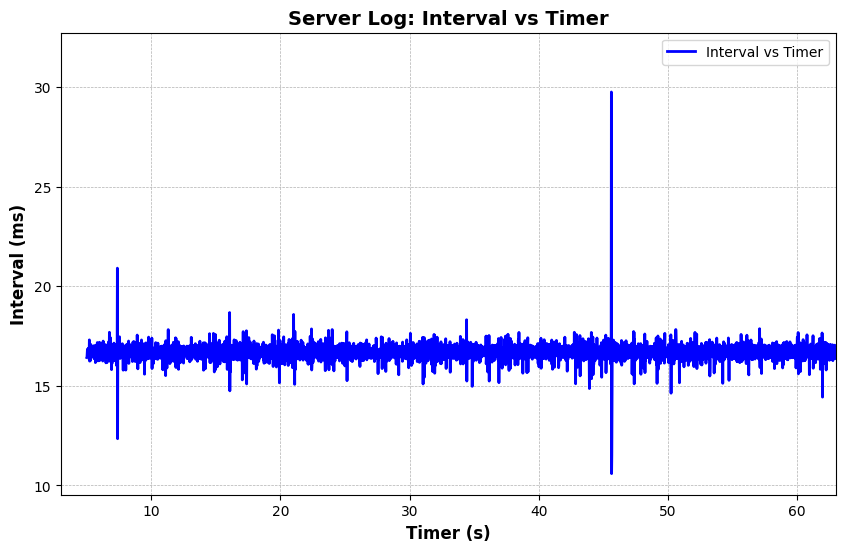 Server Log: Interval vs Timer
Interval vs Timer
Interval (ms)
30
25
20
15
10
10 20 30 40 50 60
Timer (s)